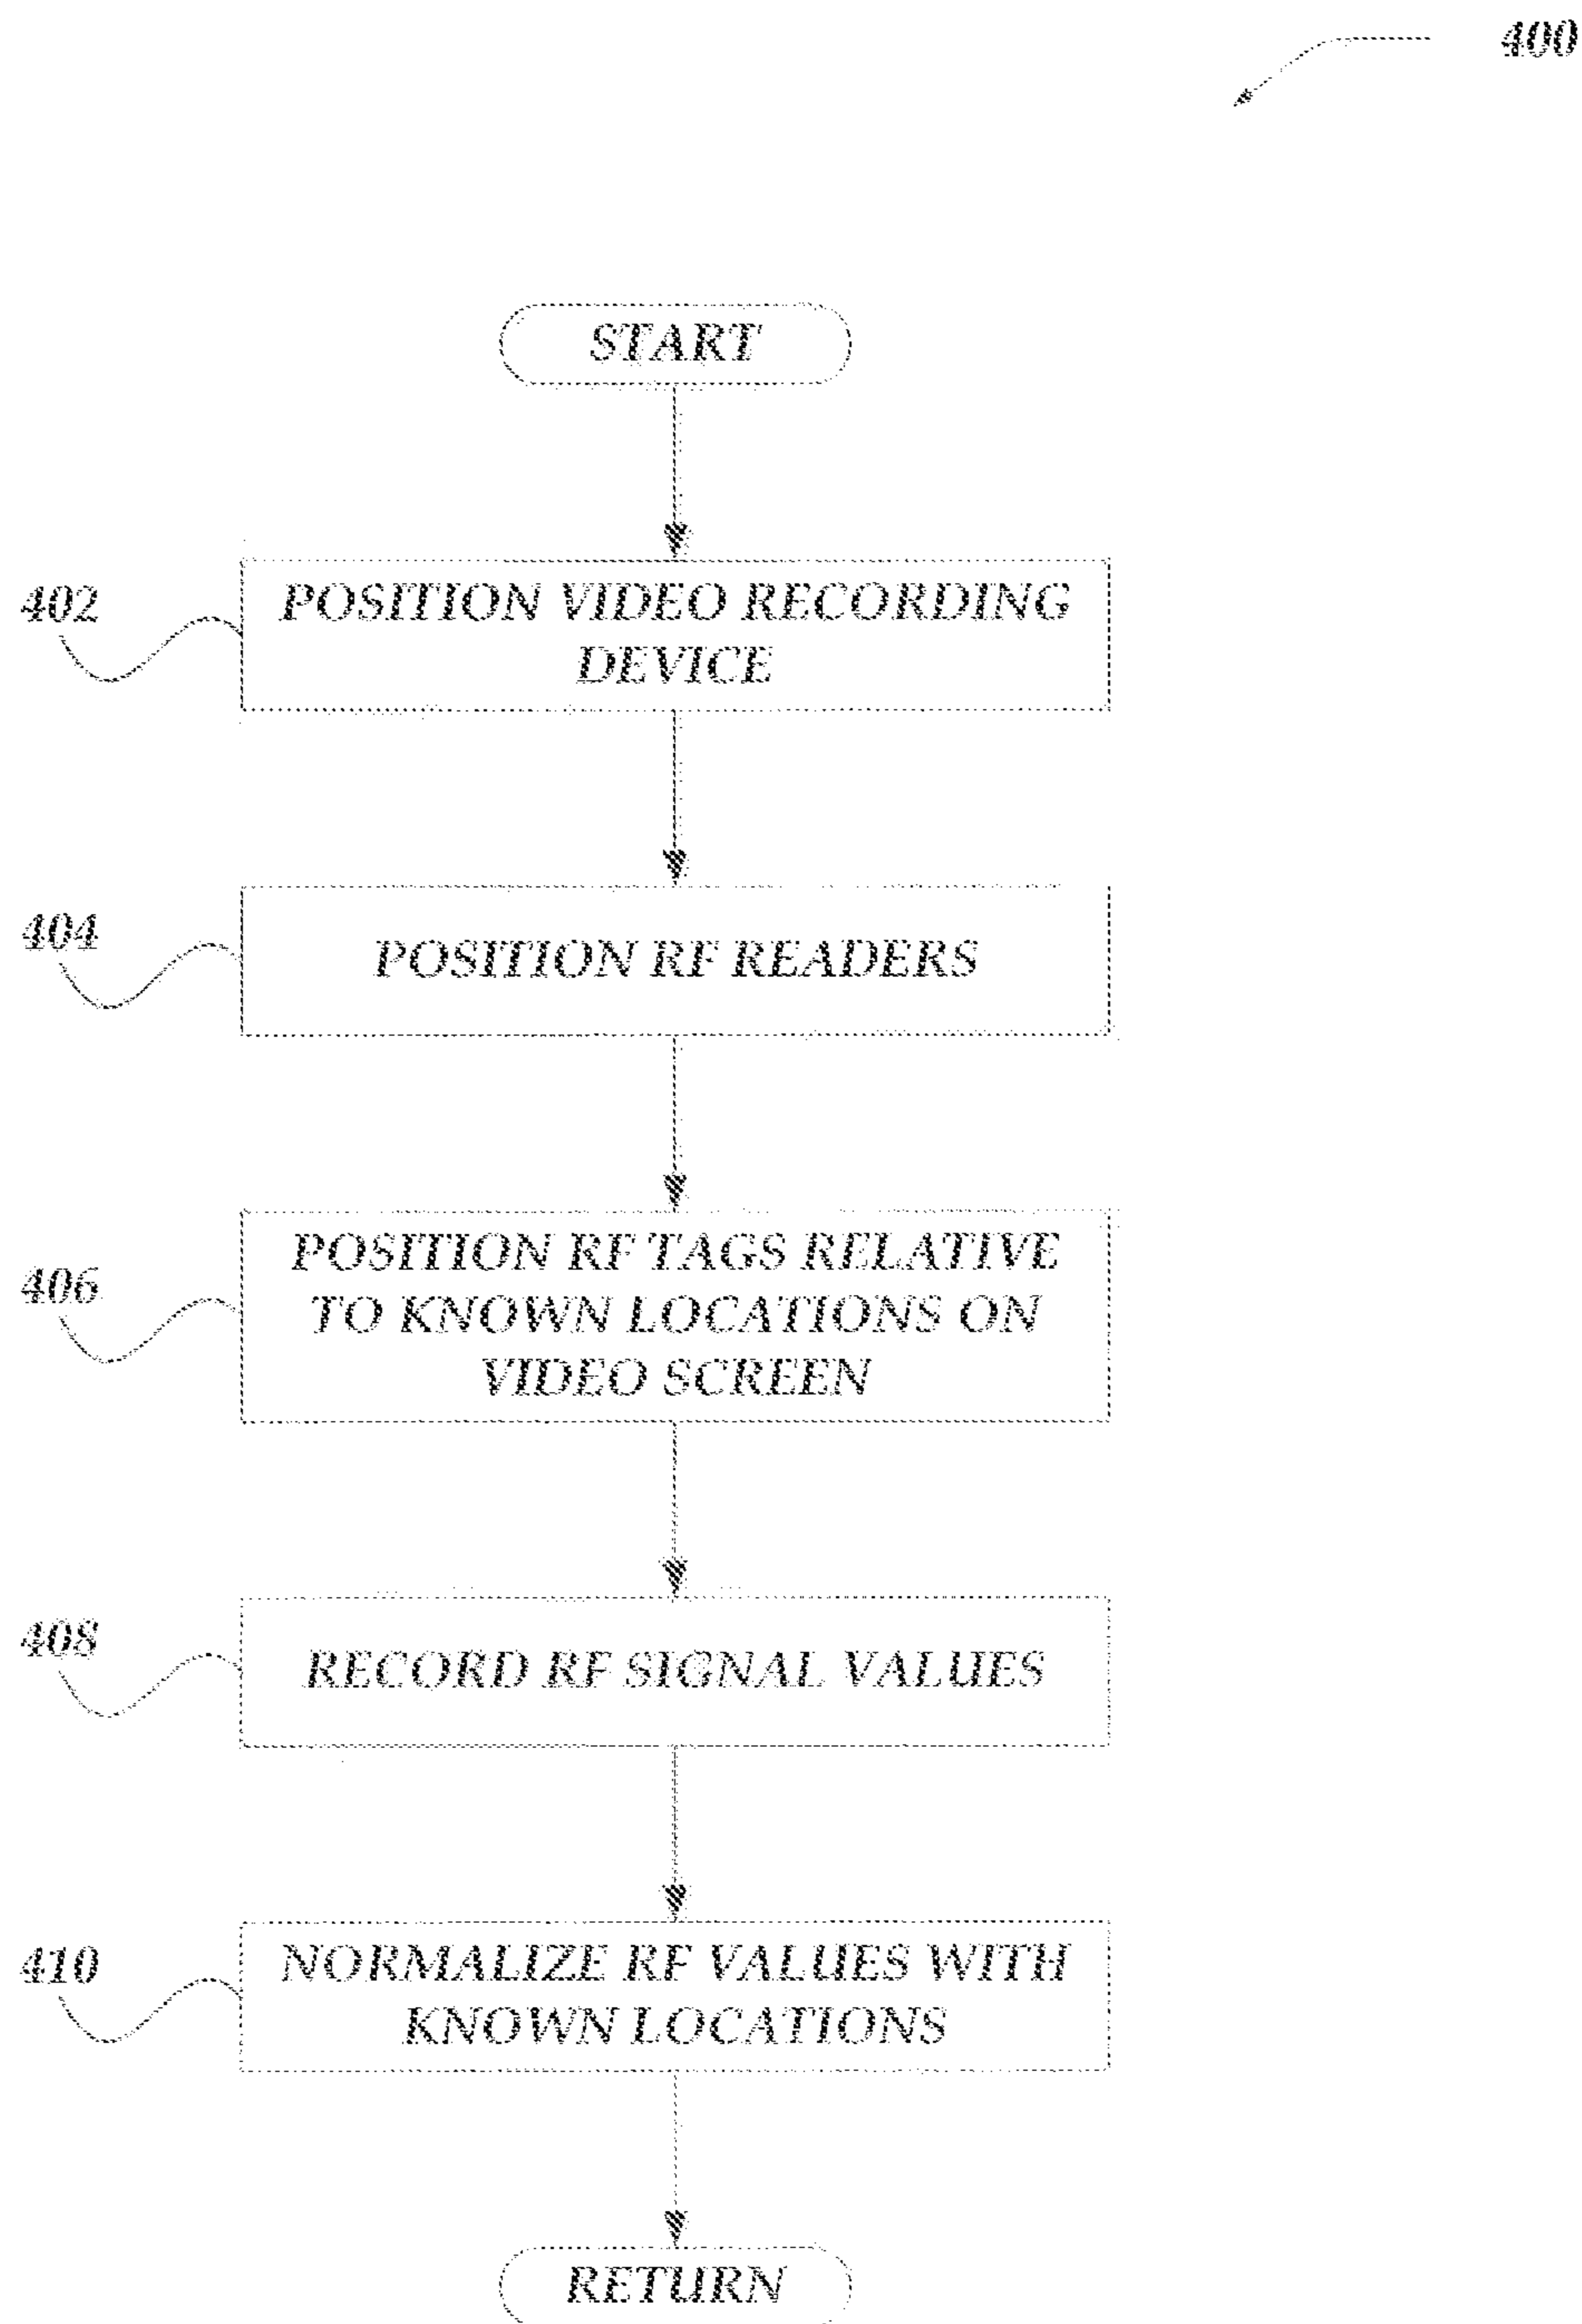 400
START
402
POSITION VIDEO RECORDING
DEVICE
404
POSITION RF READERS
406
POSITION RF TAGS RELATIVE
TO KNOWN LOCATIONS ON
VIDEO SCREEN
408
RECORD RF SIGNAL VALUES
410
NORMALIZE RF VALUES WITH
KNOWN LOCATIONS
RETURN